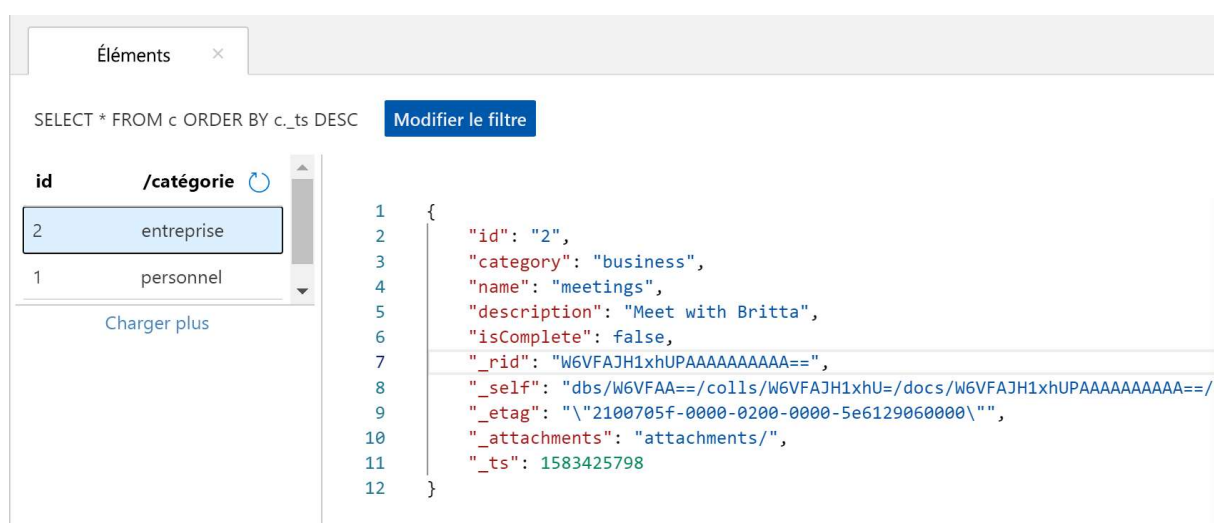 Éléments ×
SELECT * FROM c ORDER BY c._ts DESC Modifier le filtre
id /catégorie
2 entreprise
1 personnel
Charger plus
1 {
2 "id": "2",
3 "category": "business",
4 "name": "meetings",
5 "description": "Meet with Britta",
6 "isComplete": false,
7 "_rid": "W6VFAJH1xhUPAAAAAAAAAA==",
8 "_self": "dbs/W6VFAA==/colls/W6VFAJH1xhU=/docs/W6VFAJH1xhUPAAAAAAAAAA==/
9 "_etag": "\"2100705f-0000-0200-0000-5e6129060000\"",
10 "_attachments": "attachments/",
11 "_ts": 1583425798
12 }